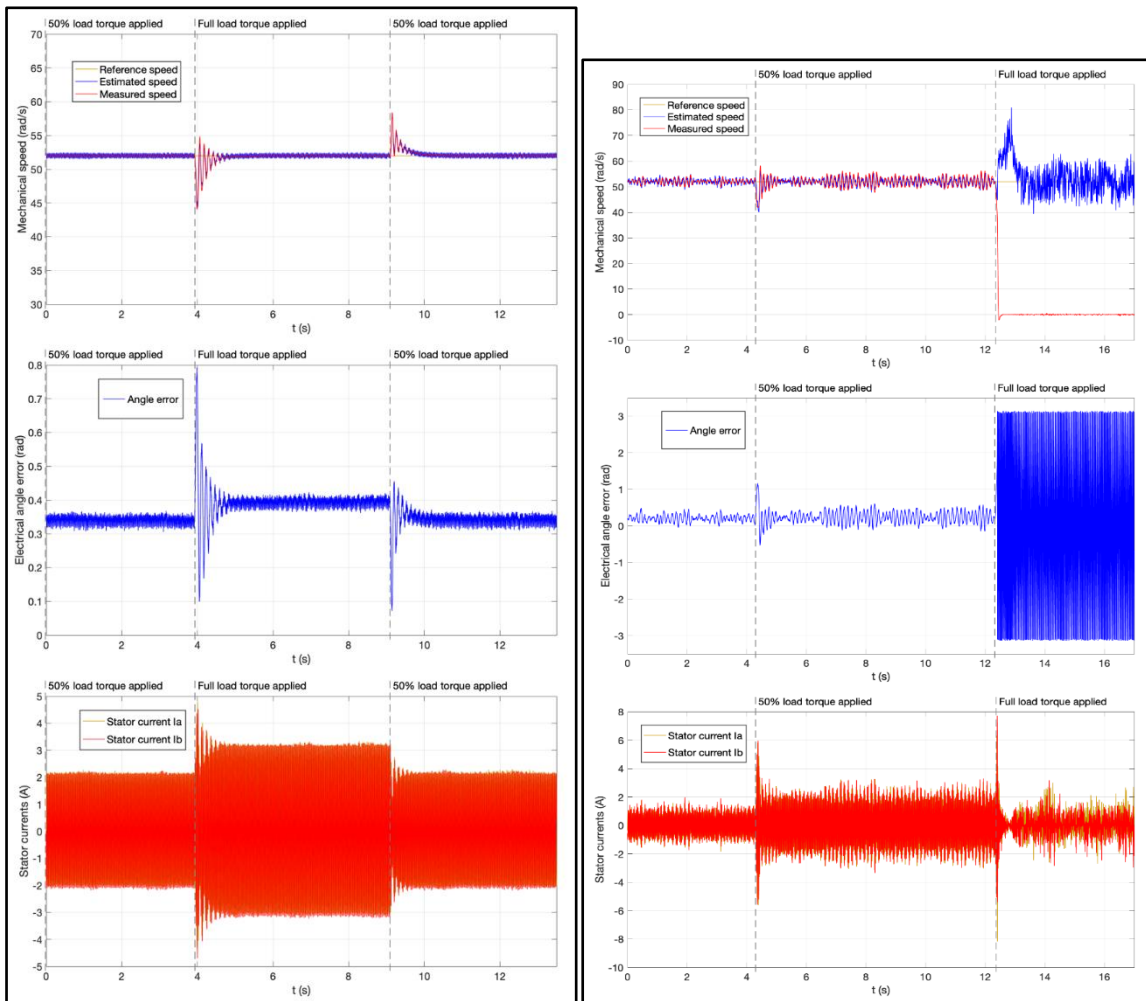 50% load torque applied Full load torque applied 50% load torque applied
70
65
60
55
50
45
40
35
30
Mechanical speed (rad/s)
Reference speed
Estimated speed
Measured speed
0 2 4 6 8 10 12
t (s)
50% load torque applied Full load torque applied 50% load torque applied
0.8
0.7
0.6
0.5
0.4
0.3
0.2
0.1
0
Electrical angle error (rad)
Angle error
0 2 4 6 8 10 12
t (s)
50% load torque applied Full load torque applied 50% load torque applied
5
4
3
2
1
0
-1
-2
-3
-4
-5
Stator currents (A)
Stator current Ia
Stator current Ib
0 2 4 6 8 10 12
t (s)
50% load torque applied Full load torque applied
90
80
70
60
50
40
30
20
10
0
-10
Mechanical speed (rad/s)
Reference speed
Estimated speed
Measured speed
0 2 4 6 8 10 12 14 16
t (s)
50% load torque applied Full load torque applied
3
2
1
0
-1
-2
-3
Electrical angle error (rad)
Angle error
0 2 4 6 8 10 12 14 16
t (s)
50% load torque applied Full load torque applied
8
6
4
2
0
-2
-4
-6
-8
-10
Stator currents (A)
Stator current Ia
Stator current Ib
0 2 4 6 8 10 12 14 16
t (s)